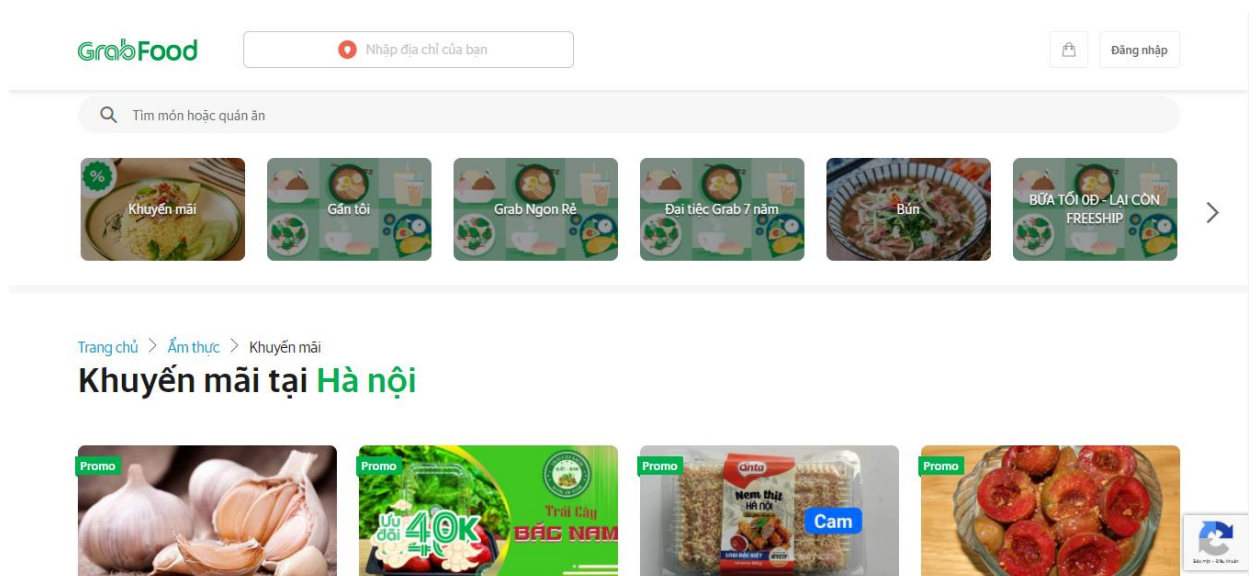 GrabFood
Nhập địa chỉ của bạn
Đăng nhập
Tìm món hoặc quán ăn
%
Khuyến mãi
Gần tôi
Grab Ngon Rẻ
Đại tiệc Grab 7 năm
Bún
BỮA TỐI 0Đ - LẠI CÒN
FREESHIP
Trang chủ > Ẩm thực > Khuyến mãi
Khuyến mãi tại Hà nội
Promo
Promo
Trái Cây
BẮC NAM
Ưu
đãi 40K
Promo
anta
Nem thịt
HÀ NỘI
Cam
LOẠI ĐẶC BIỆT
Promo